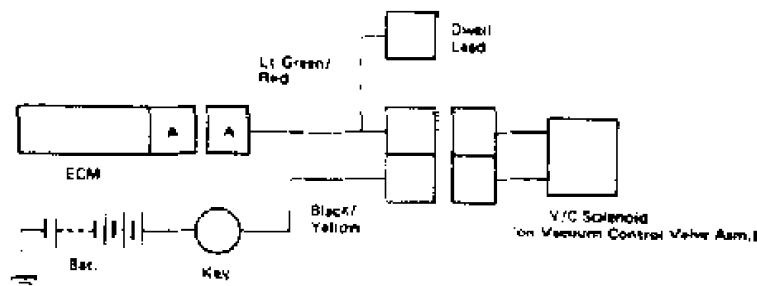 Dwell
Lead
Lt Green/
Red
A
A
ECM
Black/
Yellow
Bat.
Key
V/C Solenoid
(on Vacuum Control Valve Asm.)